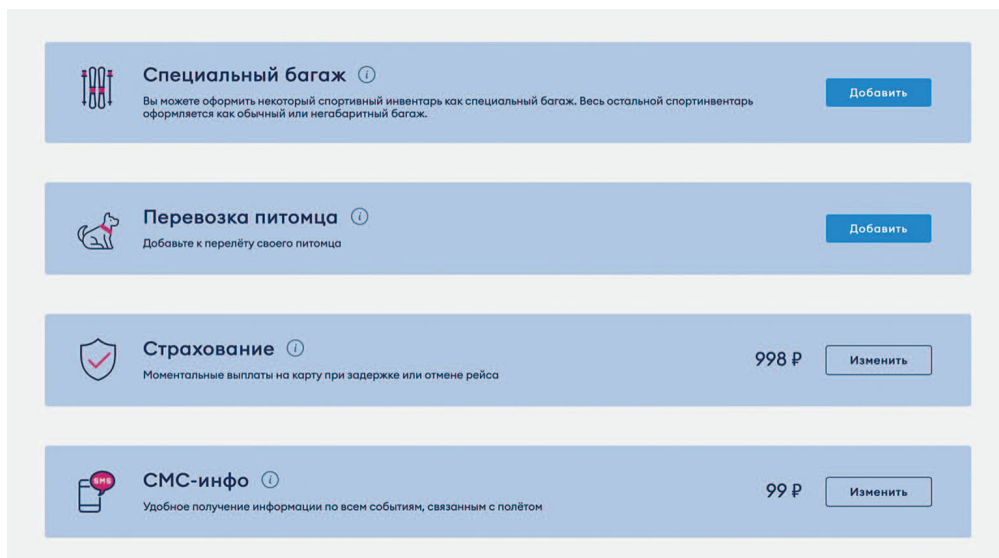 Специальный багаж i
Вы можете оформить некоторый спортивный инвентарь как специальный багаж. Весь остальной спортинвентарь
оформляется как обычный или негабаритный багаж.
Добавить
Перевозка питомца i
Добавьте к перелёту своего питомца
Добавить
Страхование i
Моментальные выплаты на карту при задержке или отмене рейса
998 ₽
Изменить
SMS
СМС-инфо i
Удобное получение информации по всем событиям, связанным с полётом
99 ₽
Изменить